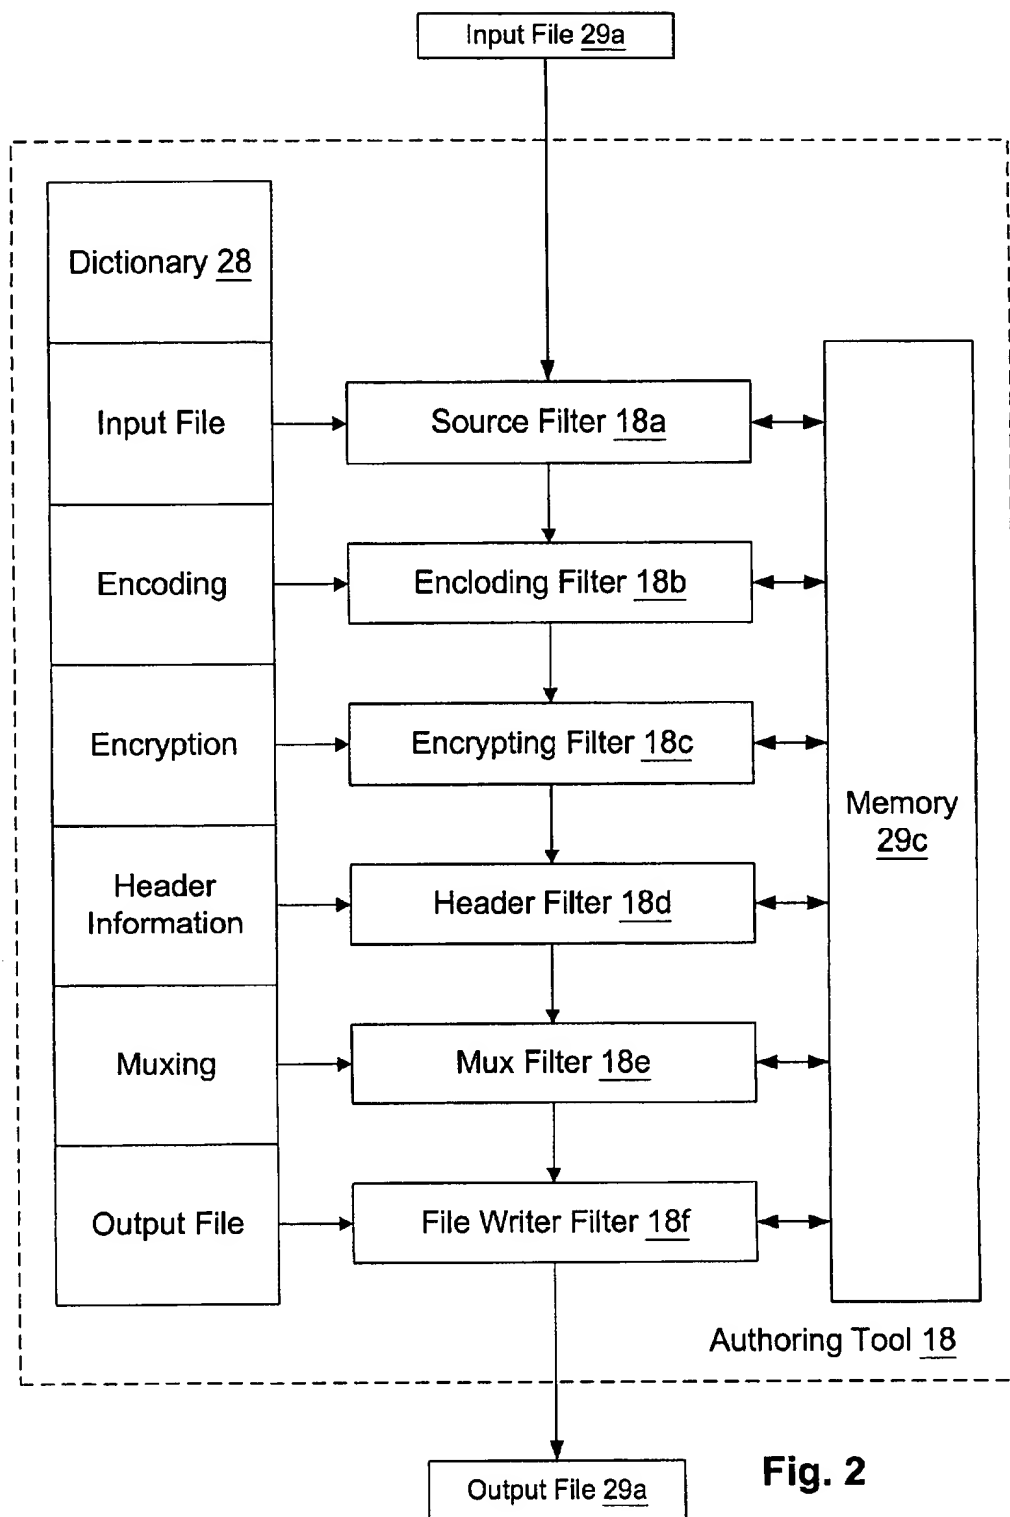 Input File 29a
Dictionary 28
Input File
Source Filter 18a
Encoding
Encloding Filter 18b
Encryption
Encrypting Filter 18c
Memory
29c
Header
Information
Header Filter 18d
Muxing
Mux Filter 18e
Output File
File Writer Filter 18f
Authoring Tool 18
Output File 29a
Fig. 2